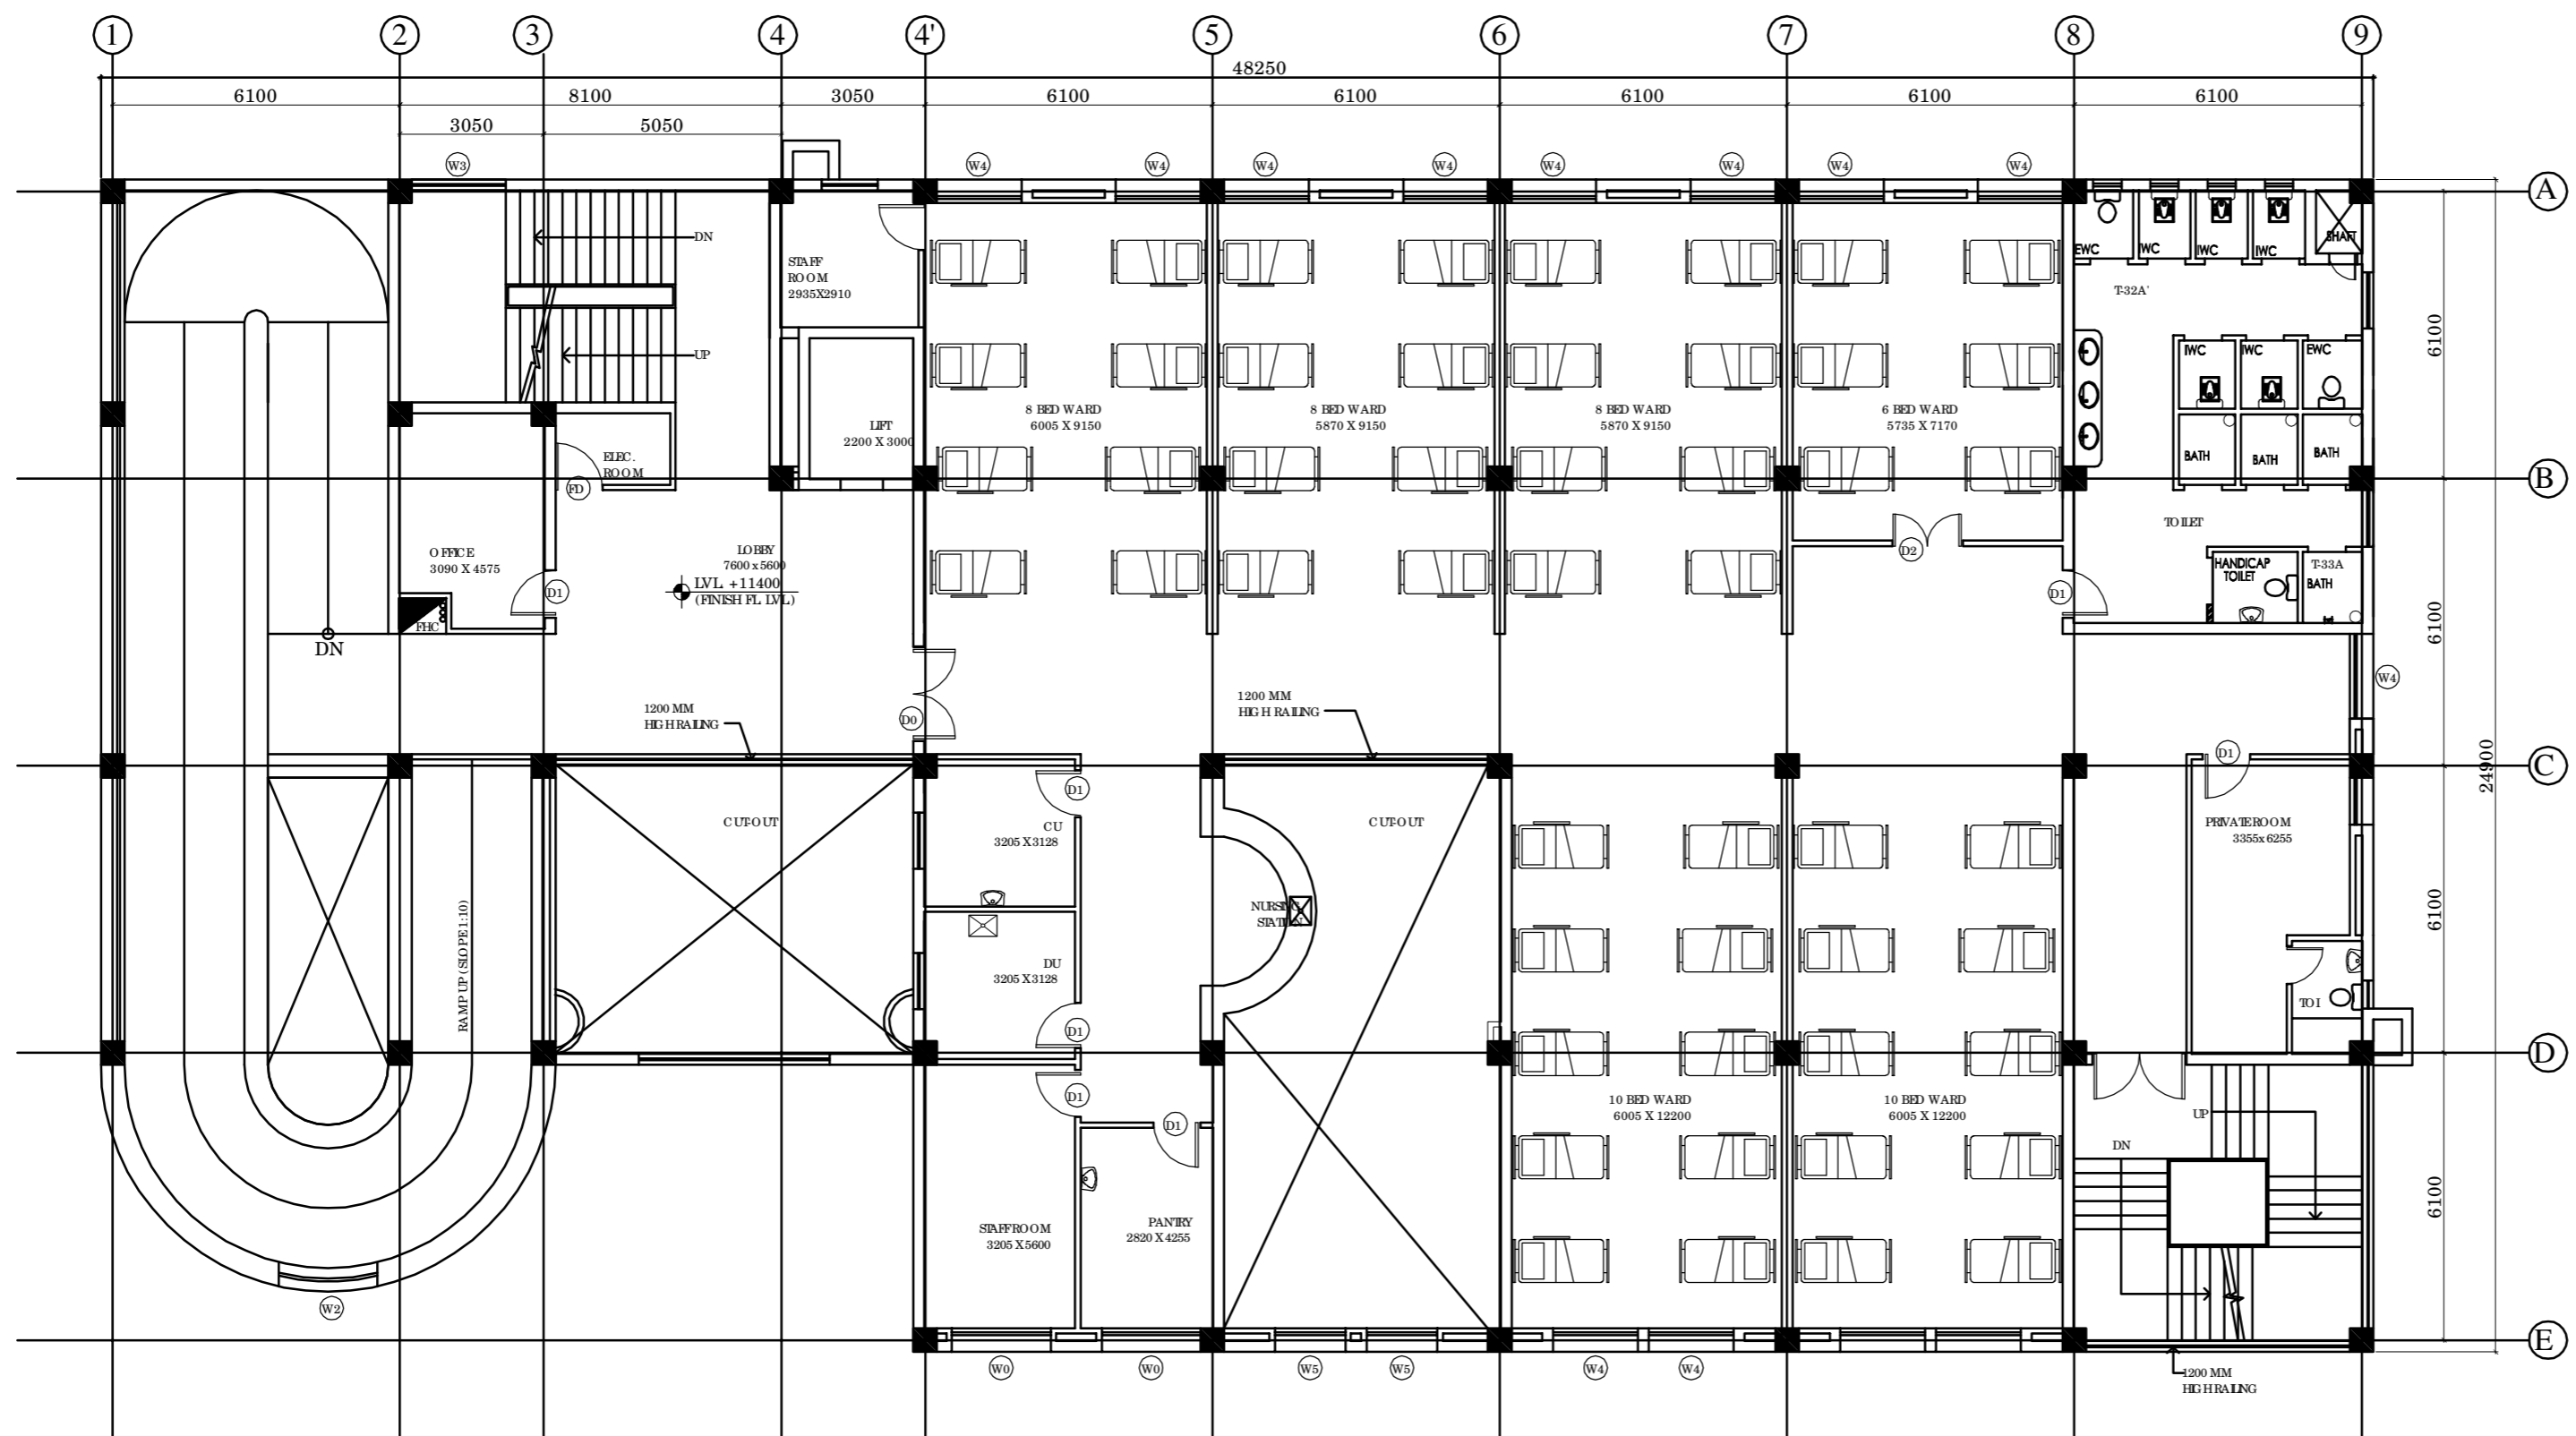 1 2 3 4 4' 5 6 7 8 9
48250
6100 8100 3050 6100 6100 6100 6100 6100
3050 5050
W3 W4 W4 W4 W4 W4 W4 W4 W4
A
DN
STAFF
ROOM
2935X2910
EWC IWC IWC IWC SHAFT
T-32A'
UP
6100
IWC IWC EWC
8 BED WARD
6005 X 9150
8 BED WARD
5870 X 9150
8 BED WARD
5870 X 9150
6 BED WARD
5735 X 7170
LIFT
2200 X 3000
ELEC.
ROOM
FD
BATH BATH BATH
B
TOILET
OFFICE
3090 X 4575
LOBBY
7600 x 5600
LVL +11400
(FINISH FL. LVL)
D1
D2
HANDICAP
TOILET
T-33A
BATH
D1
FHC
DN
6100
W4
1200 MM
HIGH RAILING
D0
1200 MM
HIGH RAILING
D1
24900
C
D1
CUT-OUT
CU
3205 X 3128
CUT-OUT
PRIVATE ROOM
3355x 6255
RAMP UP (SLOPE 1:10)
NURSING
STATION
6100
DU
3205 X 3128
TOI
D1
D
D1
10 BED WARD
6005 X 12200
10 BED WARD
6005 X 12200
D1
UP
DN
6100
STAFF ROOM
3205 X 5600
PANTRY
2820 X 4255
W2
E
W0 W0 W5 W5 W4 W4
1200 MM
HIGH RAILING